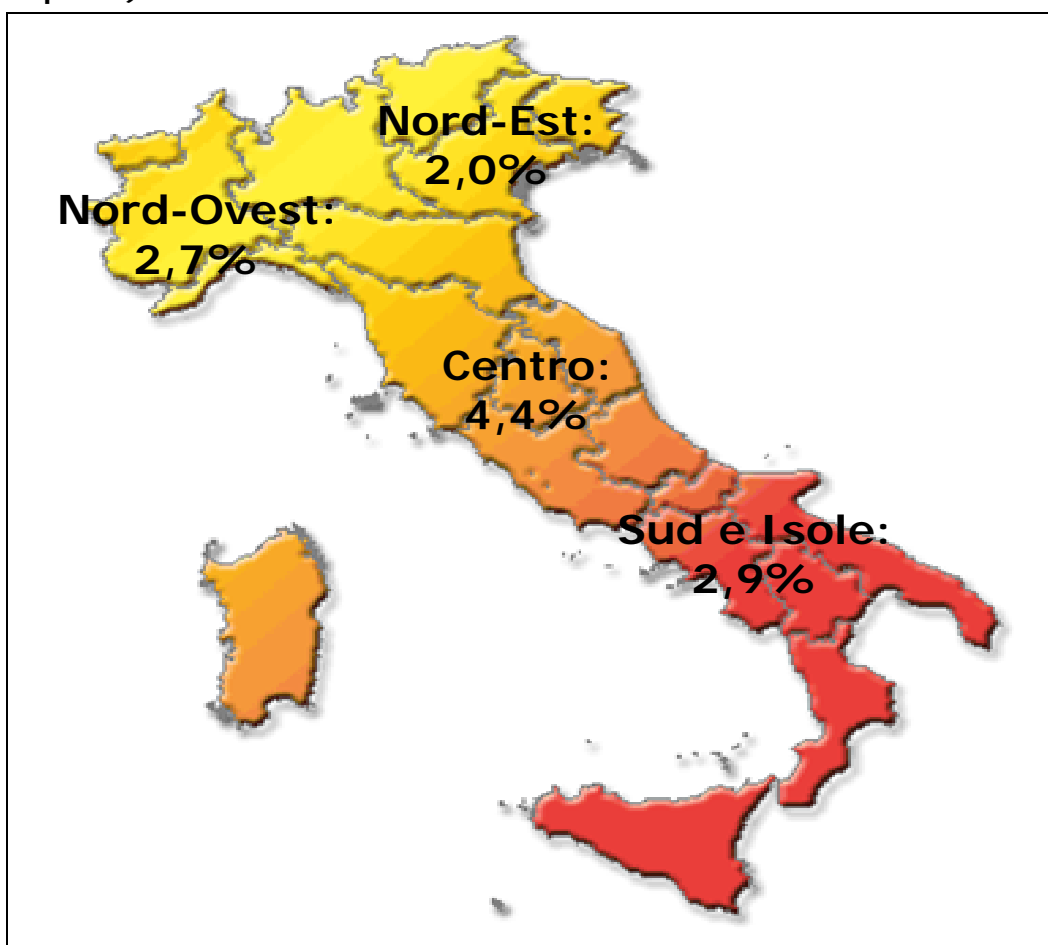 Nord-Est:
2,0%
Nord-Ovest:
2,7%
Centro:
4,4%
Sud e Isole:
2,9%